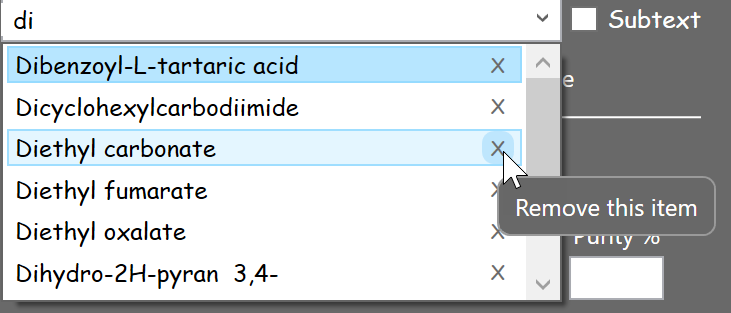 di
Subtext
Dibenzoyl-L-tartaric acid X
e
Dicyclohexylcarbodiimide X
Diethyl carbonate X
Diethyl fumarate X
Remove this item
Diethyl oxalate
Purity %
Dihydro-2H-pyran 3,4- X